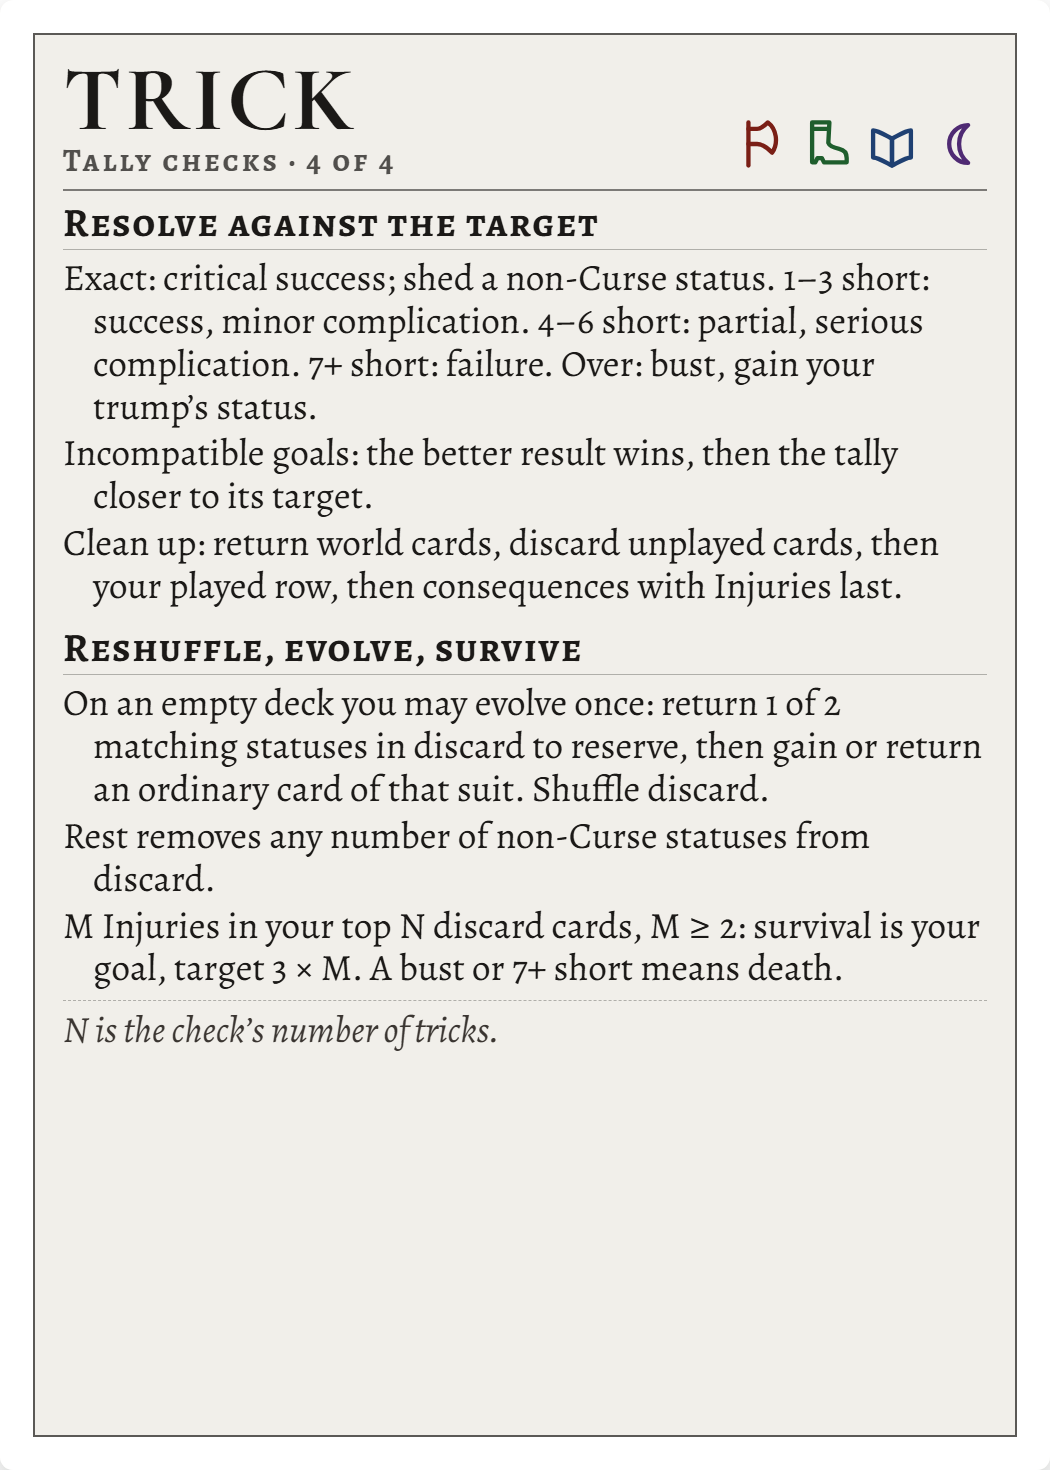 TRICK
Tally checks · 4 of 4
Resolve against the target
Exact: critical success; shed a non-Curse status. 1–3 short:
success, minor complication. 4–6 short: partial, serious
complication. 7+ short: failure. Over: bust, gain your
trump’s status.
Incompatible goals: the better result wins, then the tally
closer to its target.
Clean up: return world cards, discard unplayed cards, then
your played row, then consequences with Injuries last.
Reshuffle, evolve, survive
On an empty deck you may evolve once: return 1 of 2
matching statuses in discard to reserve, then gain or return
an ordinary card of that suit. Shuffle discard.
Rest removes any number of non-Curse statuses from
discard.
M Injuries in your top N discard cards, M ≥ 2: survival is your
goal, target 3 × M. A bust or 7+ short means death.
N is the check’s number of tricks.